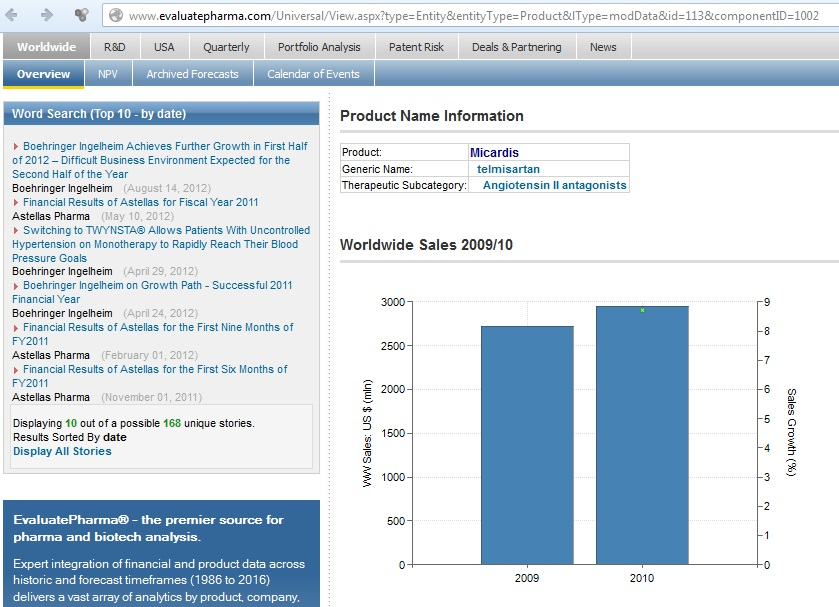 www.evaluatepharma.com/Universal/View.aspx?type=Entity&entityType=Product&lType=modData&id=113&componentID=1002
Worldwide R&D USA Quarterly Portfolio Analysis Patent Risk Deals & Partnering News
Overview NPV Archived Forecasts Calendar of Events
Word Search (Top 10 - by date)
Boehringer Ingelheim Achieves Further Growth in First Half
of 2012 – Difficult Business Environment Expected for the
Second Half of the Year
Boehringer Ingelheim (August 14, 2012)
Financial Results of Astellas for Fiscal Year 2011
Astellas Pharma (May 10, 2012)
Switching to TWYNSTA® Allows Patients With Uncontrolled
Hypertension on Monotherapy to Rapidly Reach Their Blood
Pressure Goals
Boehringer Ingelheim (April 29, 2012)
Boehringer Ingelheim on Growth Path - Successful 2011
Financial Year
Boehringer Ingelheim (April 24, 2012)
Financial Results of Astellas for the First Nine Months of
FY2011
Astellas Pharma (February 01, 2012)
Financial Results of Astellas for the First Six Months of
FY2011
Astellas Pharma (November 01, 2011)
Displaying 10 out of a possible 168 unique stories.
Results Sorted By date
Display All Stories
EvaluatePharma® - the premier source for
pharma and biotech analysis.
Expert integration of financial and product data across
historic and forecast timeframes (1986 to 2016)
delivers a vast array of analytics by product, company,
Product Name Information
Product: Micardis
Generic Name: telmisartan
Therapeutic Subcategory: Angiotensin II antagonists
Worldwide Sales 2009/10
WW Sales: US $ (mln)
3000
2500
2000
1500
1000
500
0
2009 2010
9
8
7
6
5
4
3
2
1
0
Sales Growth (%)